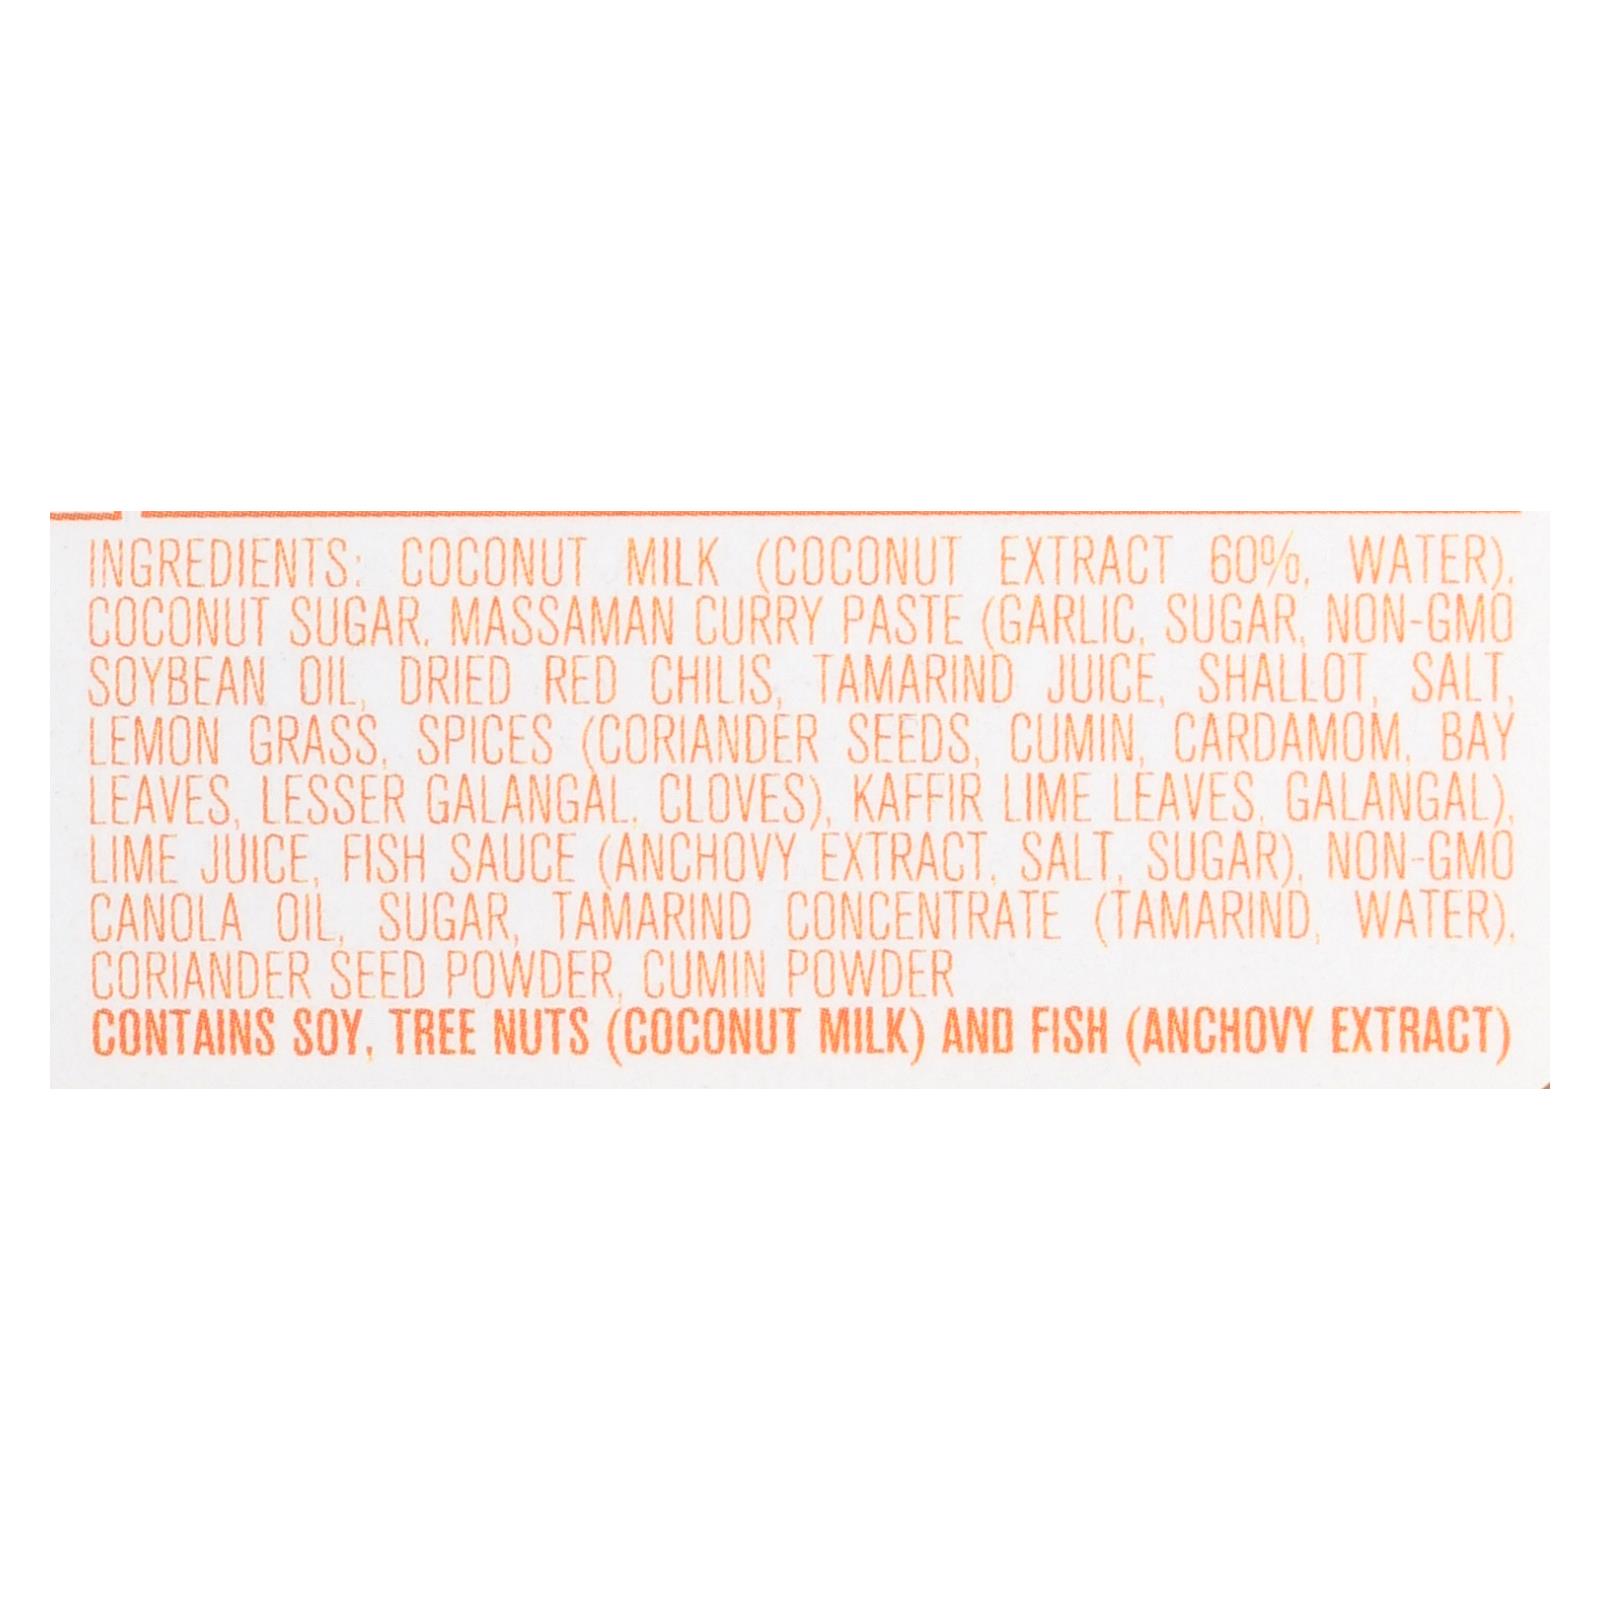 INGREDIENTS: COCONUT MILK (COCONUT EXTRACT 60%, WATER),
COCONUT SUGAR, MASSAMAN CURRY PASTE (GARLIC, SUGAR, NON-GMO
SOYBEAN OIL, DRIED RED CHILIS, TAMARIND JUICE, SHALLOT, SALT,
LEMON GRASS, SPICES (CORIANDER SEEDS, CUMIN, CARDAMOM, BAY
LEAVES, LESSER GALANGAL, CLOVES), KAFFIR LIME LEAVES, GALANGAL),
LIME JUICE, FISH SAUCE (ANCHOVY EXTRACT, SALT, SUGAR), NON-GMO
CANOLA OIL, SUGAR, TAMARIND CONCENTRATE (TAMARIND, WATER),
CORIANDER SEED POWDER, CUMIN POWDER
CONTAINS SOY, TREE NUTS (COCONUT MILK) AND FISH (ANCHOVY EXTRACT)